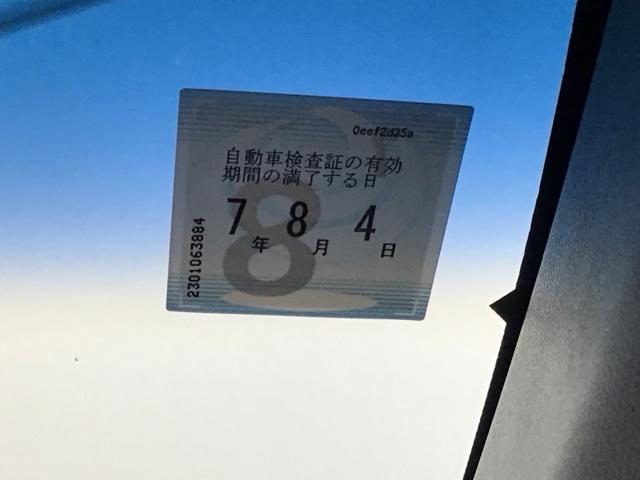 0eef2d35a
自動車検査証の有効
期間の満了する日
7年 8月 4日
8
2301063884